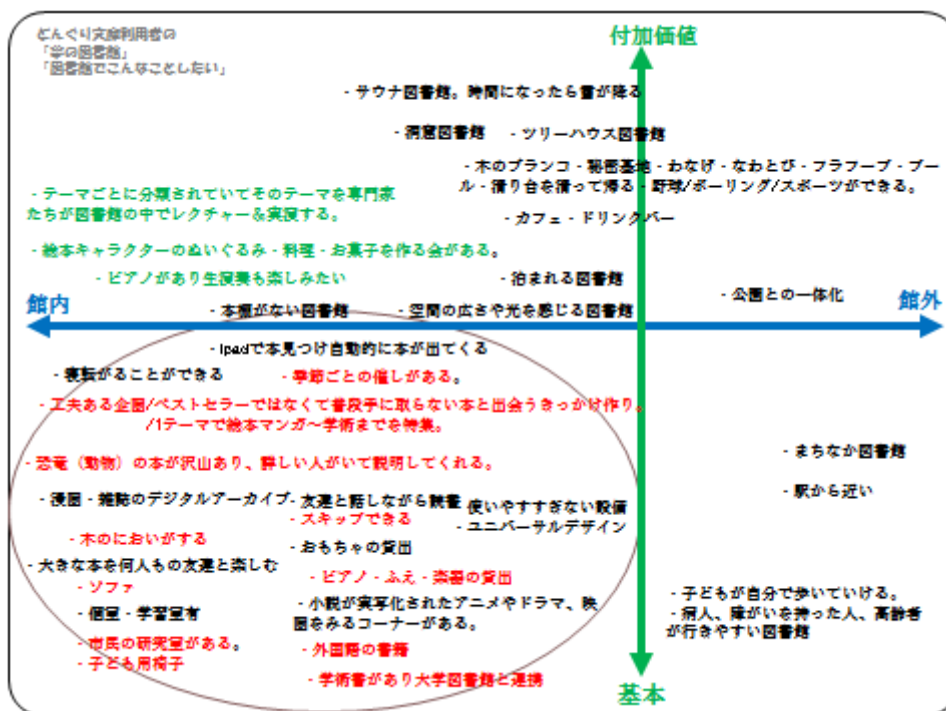 どんぐり文庫利用者の
「夢の図書館」
「図書館でこんなことしたい」
付加価値
- サウナ図書館。時間になったら雪が降る
- 洞窟図書館
- ツリーハウス図書館
- 木のブランコ - 秘密基地 - わなげ - なわとび - フラフープ - プー
ル - 滑り台を滑って帰る - 野球/ボーリング/スポーツができる。
- テーマごとに分類されていてそのテーマを専門家
たちが図書館の中でレクチャー＆実演する。
- カフェ - ドリンクバー
- 絵本キャラクターのぬいぐるみ - 料理 - お菓子を作る会がある。
- ピアノがあり生演奏も楽しみたい
- 泊まれる図書館
- 公園との一体化
館内
館外
- 本棚がない図書館
- 空間の広さや光を感じる図書館
- ipadで本見つけ自動的に本が出てくる
- 寝転がることができる
- 季節ごとの催しがある。
- 工夫ある企画/ベストセラーではなくて普段手に取らない本と出会うきっかけ作り。
/1テーマで絵本マンガ～学術までを特集。
- まちなか図書館
- 恐竜（動物）の本が沢山あり、詳しい人がいて説明してくれる。
- 駅から近い
- 漫画 - 雑誌のデジタルアーカイブ
- 友達と話しながら読書
- スキップできる
使いやすすぎない設備
- ユニバーサルデザイン
- 木のにおいがする
- おもちゃの貸出
- 大きな本を何人もの友達と楽しむ
- ソファ
- ピアノ - ふえ - 楽器の貸出
- 子どもが自分で歩いていける。
- 病人、障がいを持った人、高齢者
が行きやすい図書館
- 個室 - 学習室有
- 小説が実写化されたアニメやドラマ、映
画をみるコーナーがある。
- 市民の研究室がある。
- 子ども用椅子
- 外国語の書籍
- 学術書があり大学図書館と連携
基本